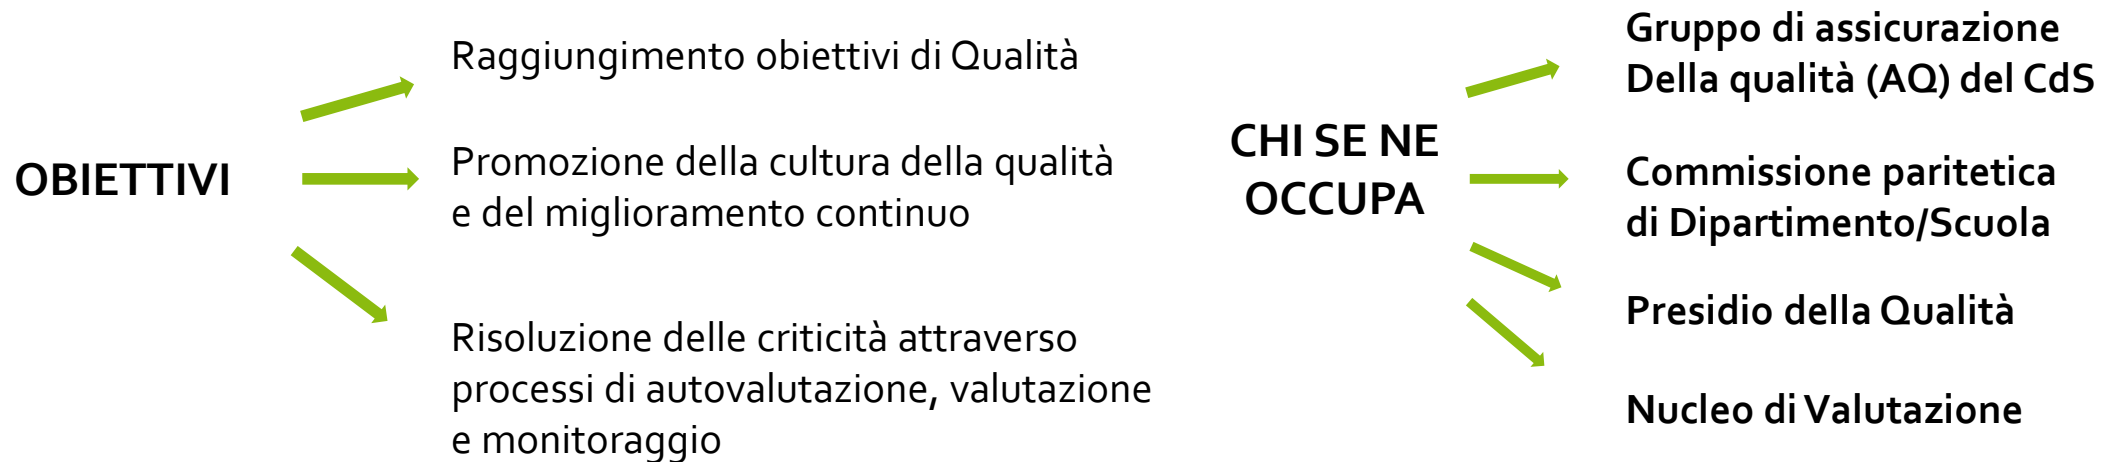 OBIETTIVI
Raggiungimento obiettivi di Qualità
Promozione della cultura della qualità
e del miglioramento continuo
Risoluzione delle criticità attraverso
processi di autovalutazione, valutazione
e monitoraggio
CHI SE NE
OCCUPA
Gruppo di assicurazione
Della qualità (AQ) del CdS
Commissione paritetica
di Dipartimento/Scuola
Presidio della Qualità
Nucleo di Valutazione